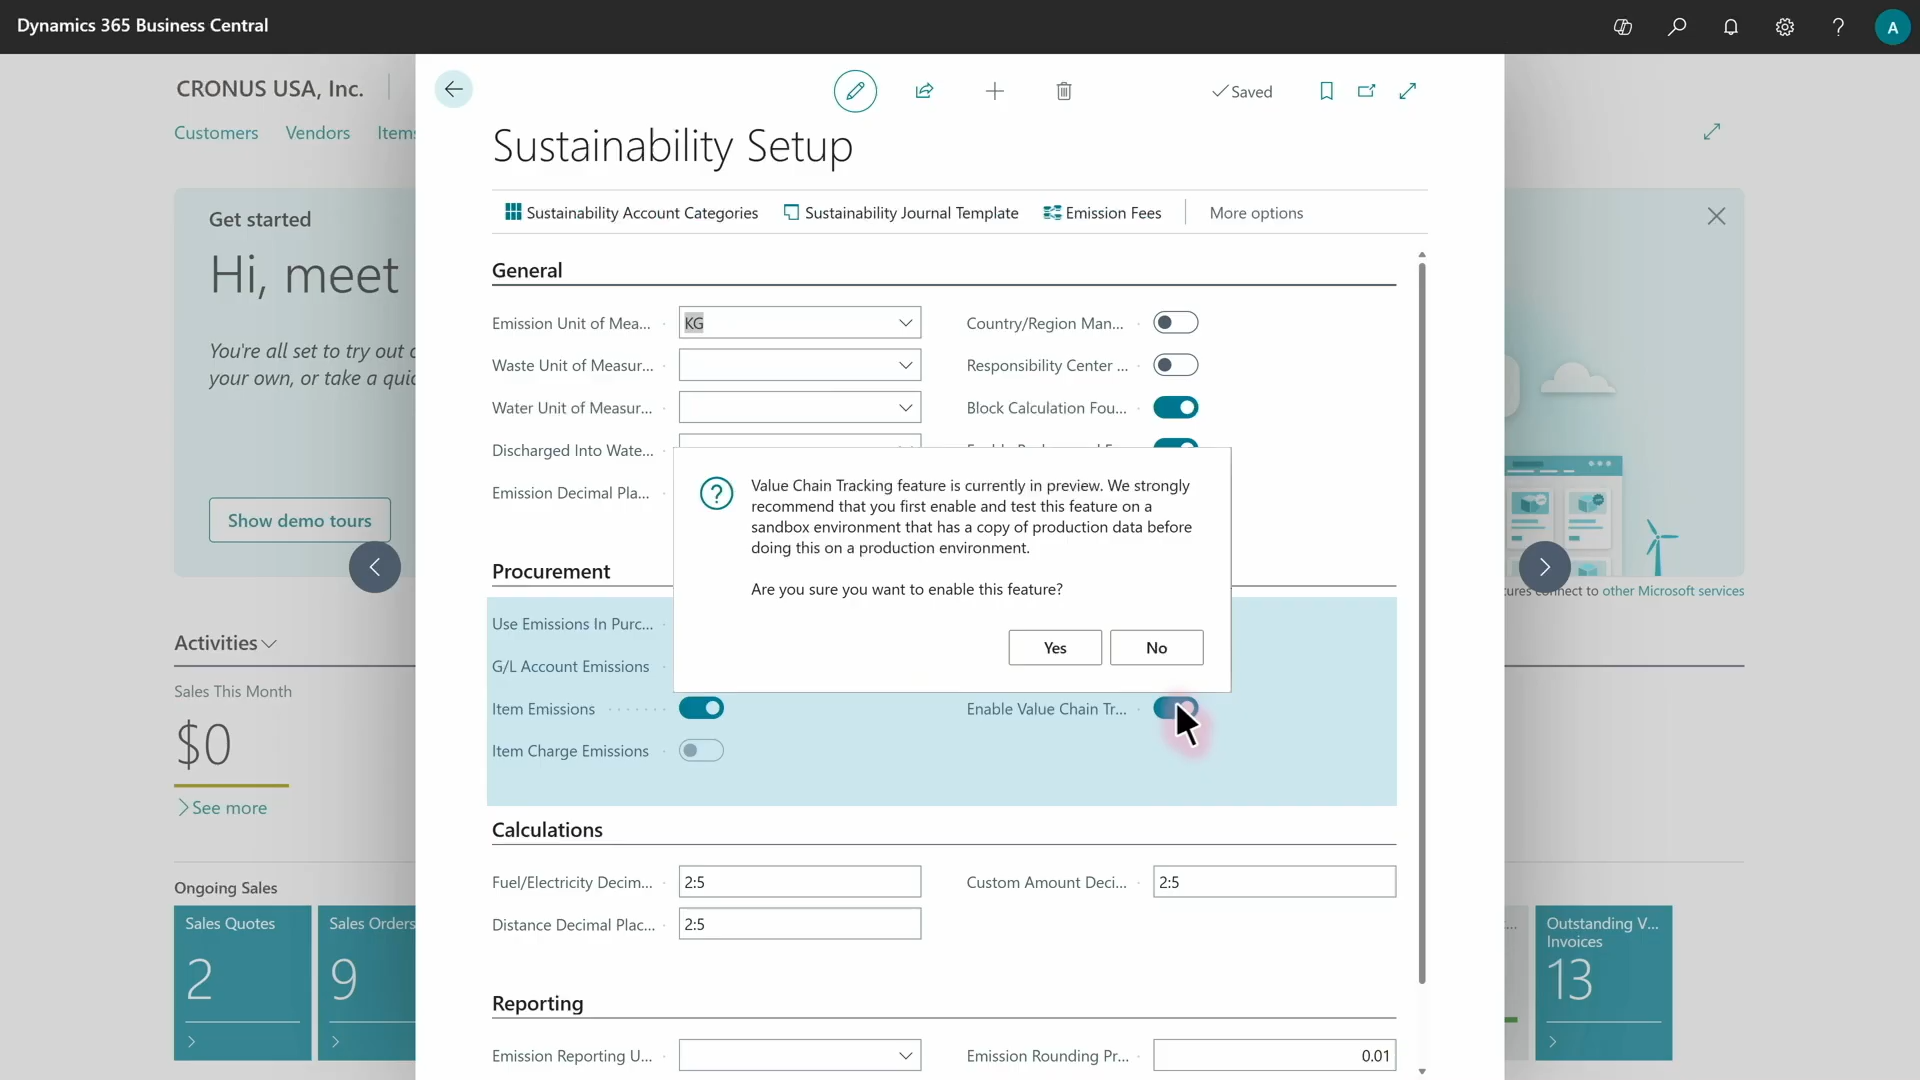 Dynamics 365 Business Central
A
CRONUS USA, Inc.
Customers Vendors Items
Get started
Hi, meet
You're all set to try out
your own, or take a quic
Show demo tours
Activities
Sales This Month
$0
See more
Ongoing Sales
Sales Quotes
2
Sales Orders
9
Saved
Sustainability Setup
Sustainability Account Categories Sustainability Journal Template Emission Fees More options
General
Emission Unit of Mea... KG
Country/Region Man...
Waste Unit of Measur...
Responsibility Center ...
Water Unit of Measur...
Block Calculation Fou...
Discharged Into Wate...
Emission Decimal Pla...
Value Chain Tracking feature is currently in preview. We strongly
recommend that you first enable and test this feature on a
sandbox environment that has a copy of production data before
doing this on a production environment.
Are you sure you want to enable this feature?
Yes No
Procurement
Use Emissions In Purc...
G/L Account Emissions
Item Emissions
Enable Value Chain Tr...
Item Charge Emissions
Calculations
Fuel/Electricity Decim... 2:5
Custom Amount Deci... 2:5
Distance Decimal Plac... 2:5
Reporting
Emission Reporting U...
Emission Rounding Pr... 0.01
connect to other Microsoft services
Outstanding V...
Invoices
13